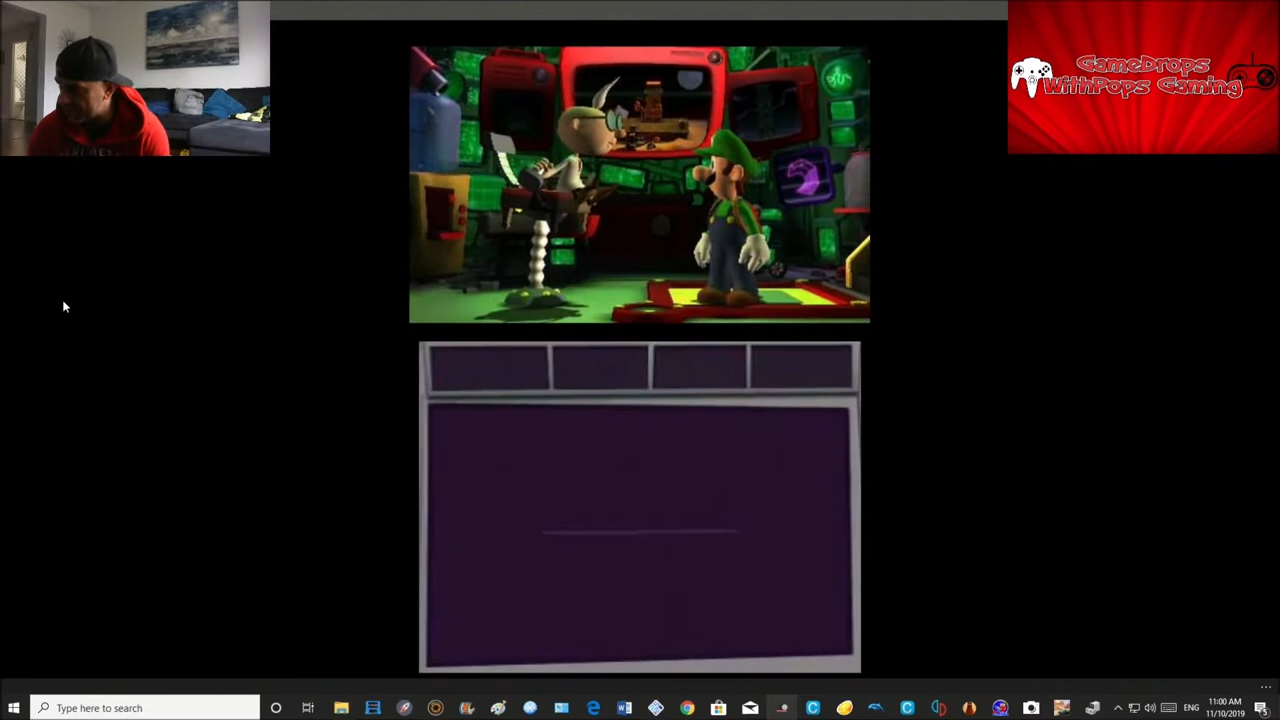 GameDrops
WithPops Gaming
Type here to search
ENG
11:00 AM
11/10/2019